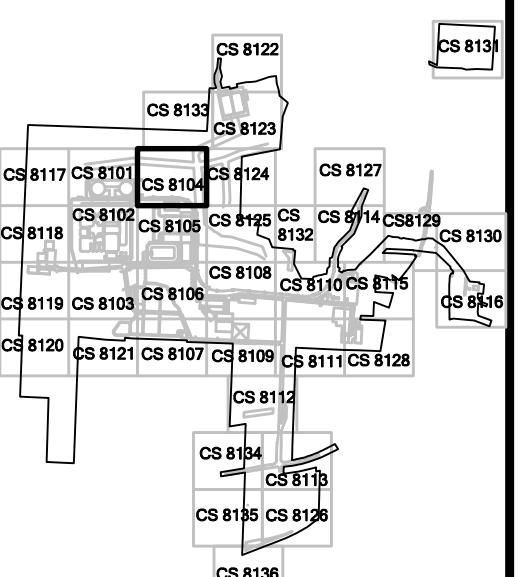 CS 8131
CS 8122
CS 8133
CS 8123
CS 8117
CS 8101
CS 8104
CS 8124
CS 8127
CS 8102
CS 8105
CS 8125
CS
8132
CS 8114
CS8129
CS 8130
CS 8118
CS 8108
CS 8110
CS 8115
CS 8119
CS 8103
CS 8106
CS 8116
CS 8120
CS 8121
CS 8107
CS 8109
CS 8111
CS 8128
CS 8112
CS 8134
CS 8113
CS 8135
CS 8126
CS 8136